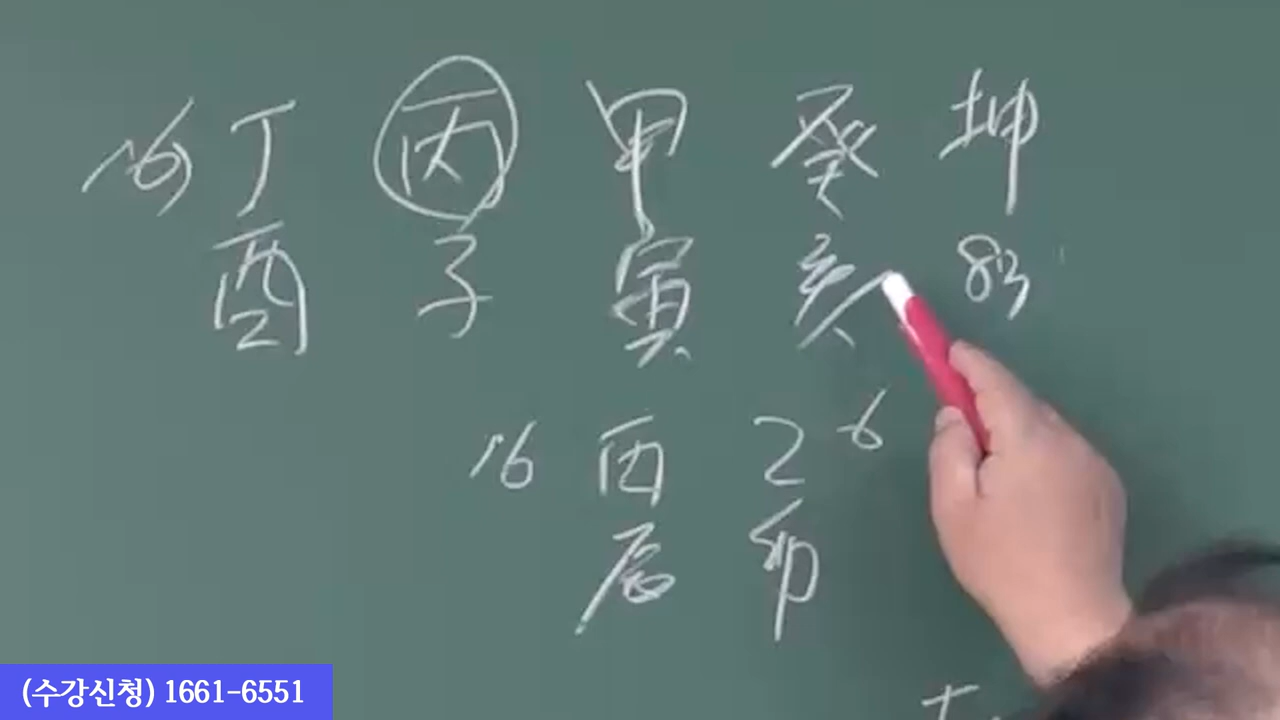 16) 丁 丙 甲 癸 坤
酉 子 寅 亥 83
16 丙 乙 6
辰 卯
(수강신청) 1661-6551